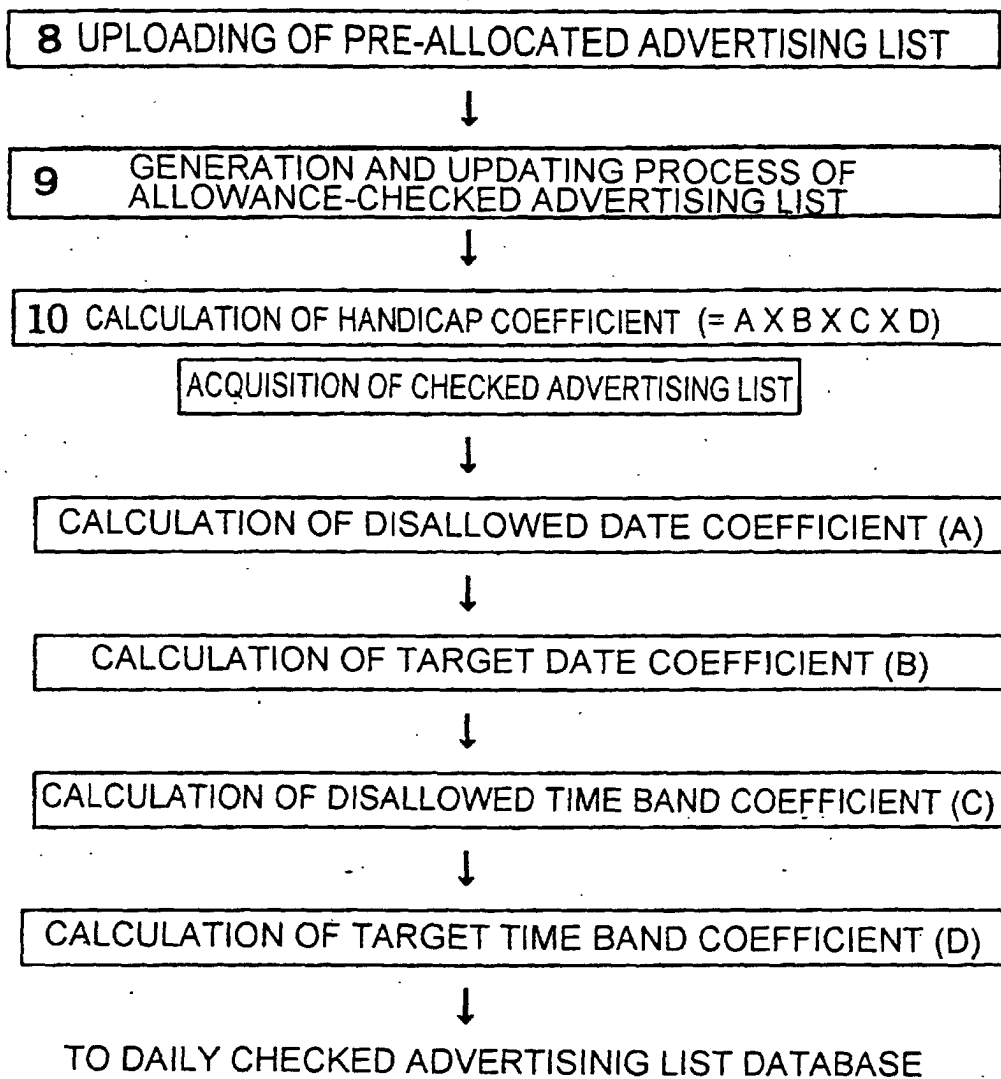 8 UPLOADING OF PRE-ALLOCATED ADVERTISING LIST
↓
9 GENERATION AND UPDATING PROCESS OF
ALLOWANCE-CHECKED ADVERTISING LIST
↓
10 CALCULATION OF HANDICAP COEFFICIENT (= A X B X C X D)
ACQUISITION OF CHECKED ADVERTISING LIST
↓
CALCULATION OF DISALLOWED DATE COEFFICIENT (A)
↓
CALCULATION OF TARGET DATE COEFFICIENT (B)
↓
CALCULATION OF DISALLOWED TIME BAND COEFFICIENT (C)
↓
CALCULATION OF TARGET TIME BAND COEFFICIENT (D)
↓
TO DAILY CHECKED ADVERTISINIG LIST DATABASE